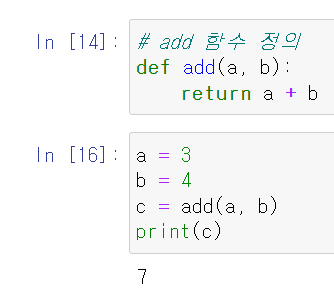 In [14]: # add 함수 정의
def add(a, b):
    return a + b
In [16]: a = 3
b = 4
c = add(a, b)
print(c)
7